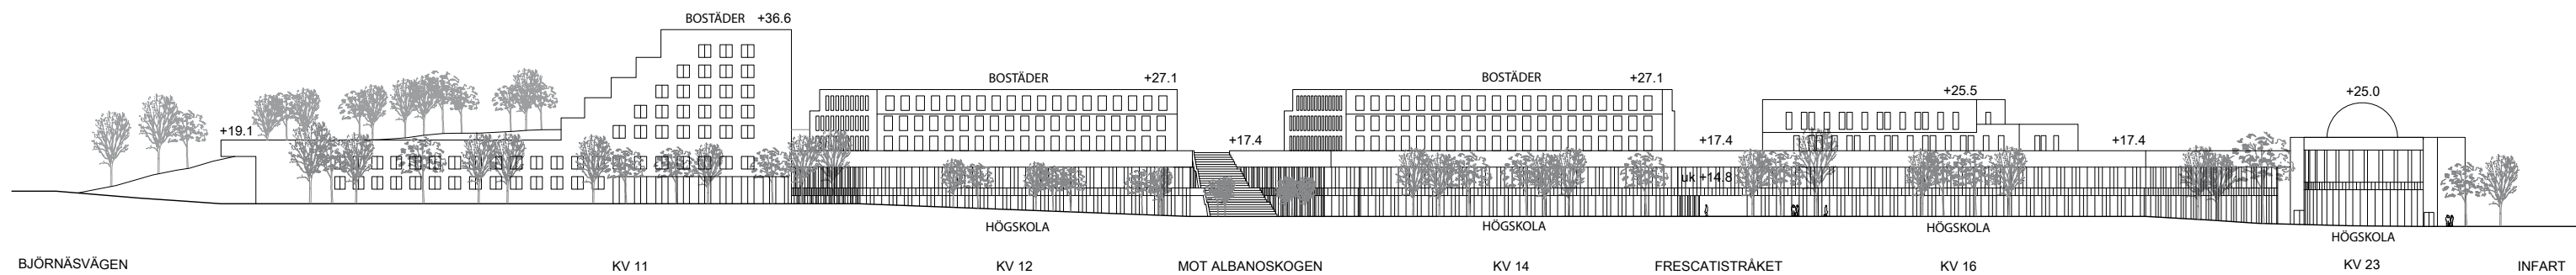 BOSTÄDER +36.6
BOSTÄDER +27.1
BOSTÄDER +27.1
+25.5
+25.0
+19.1
+17.4
+17.4
+17.4
uk +14.8
HÖGSKOLA
HÖGSKOLA
HÖGSKOLA
HÖGSKOLA
BJÖRNÄSVÄGEN
KV 11
KV 12
MOT ALBANOSKOGEN
KV 14
FRESCATISTRÅKET
KV 16
KV 23
INFART